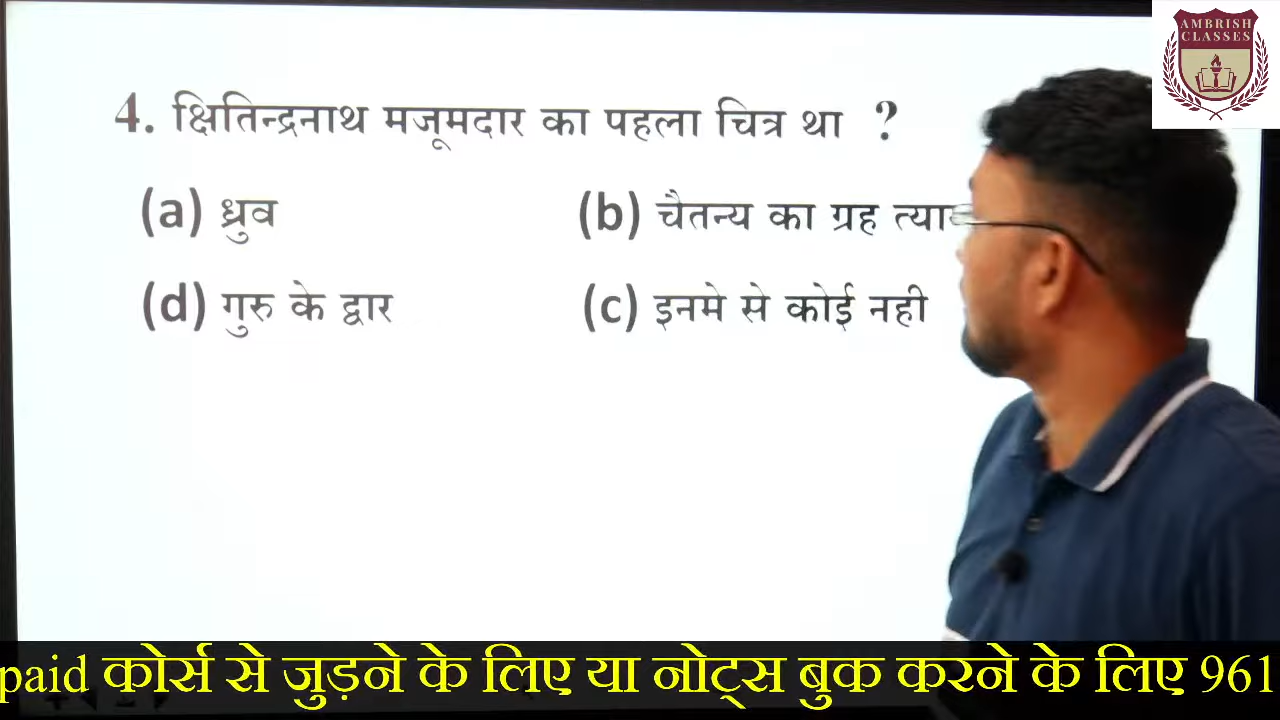 AMBRISH
CLASSES
4. क्षितिन्द्रनाथ मजूमदार का पहला चित्र था ?
(a) ध्रुव
(b) चैतन्य का ग्रह
(d) गुरु के द्वार
(c) इनमे से कोई नही
paid कोर्स से जुड़ने के लिए या नोट्स बुक करने के लिए 961